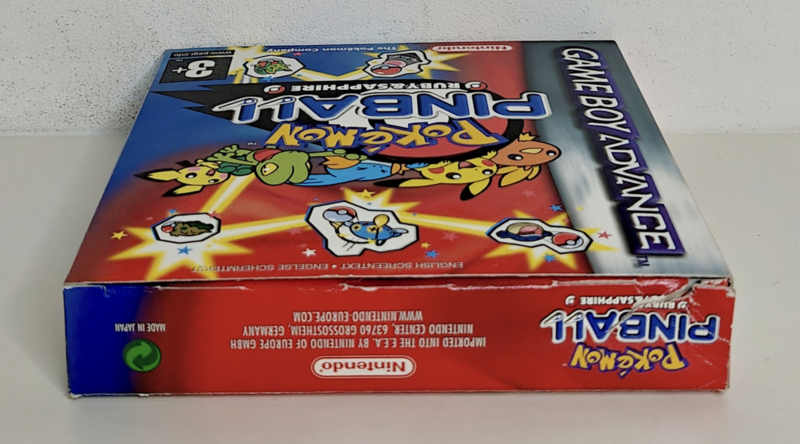 GAME BOY ADVANCE™
Nintendo
The Pokémon Company
3+
www.pegi.info
POKéMON™
PINBALL
RUBY&SAPPHIRE
ENGLISH SCREENTEXT • ENGELSE SCHERMTEKST
POKéMON
PINBALL
RUBY&SAPPHIRE
Nintendo
IMPORTED INTO THE E.E.A. BY NINTENDO OF EUROPE GMBH
NINTENDO CENTER, 63760 GROSSOSTHEIM, GERMANY
WWW.NINTENDO-EUROPE.COM
MADE IN JAPAN